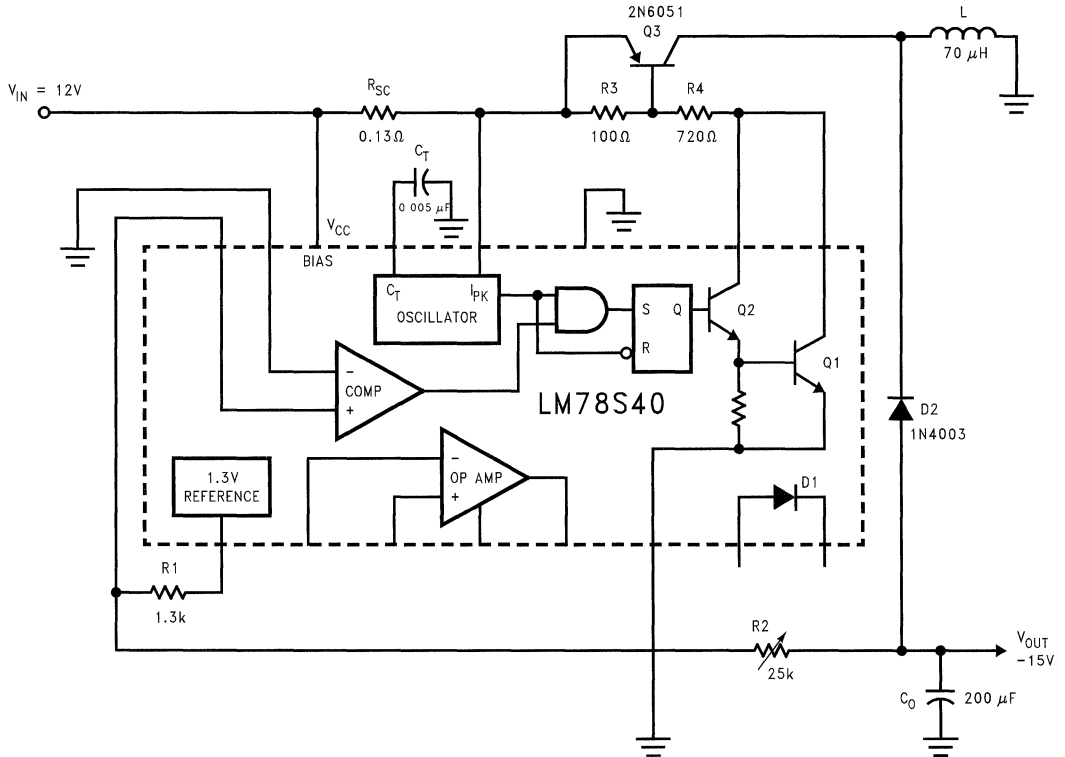 2N6051
Q3
L
70 μH
V_IN = 12V
R_SC
0.13Ω
R3
100Ω
R4
720Ω
C_T
0 005 μF
V_CC
BIAS
C_T
I_PK
OSCILLATOR
S
Q
R
Q2
Q1
−
COMP
+
LM78S40
D2
1N4003
−
OP AMP
+
1.3V
REFERENCE
D1
R1
1.3k
R2
25k
V_OUT
-15V
C_O
200 μF